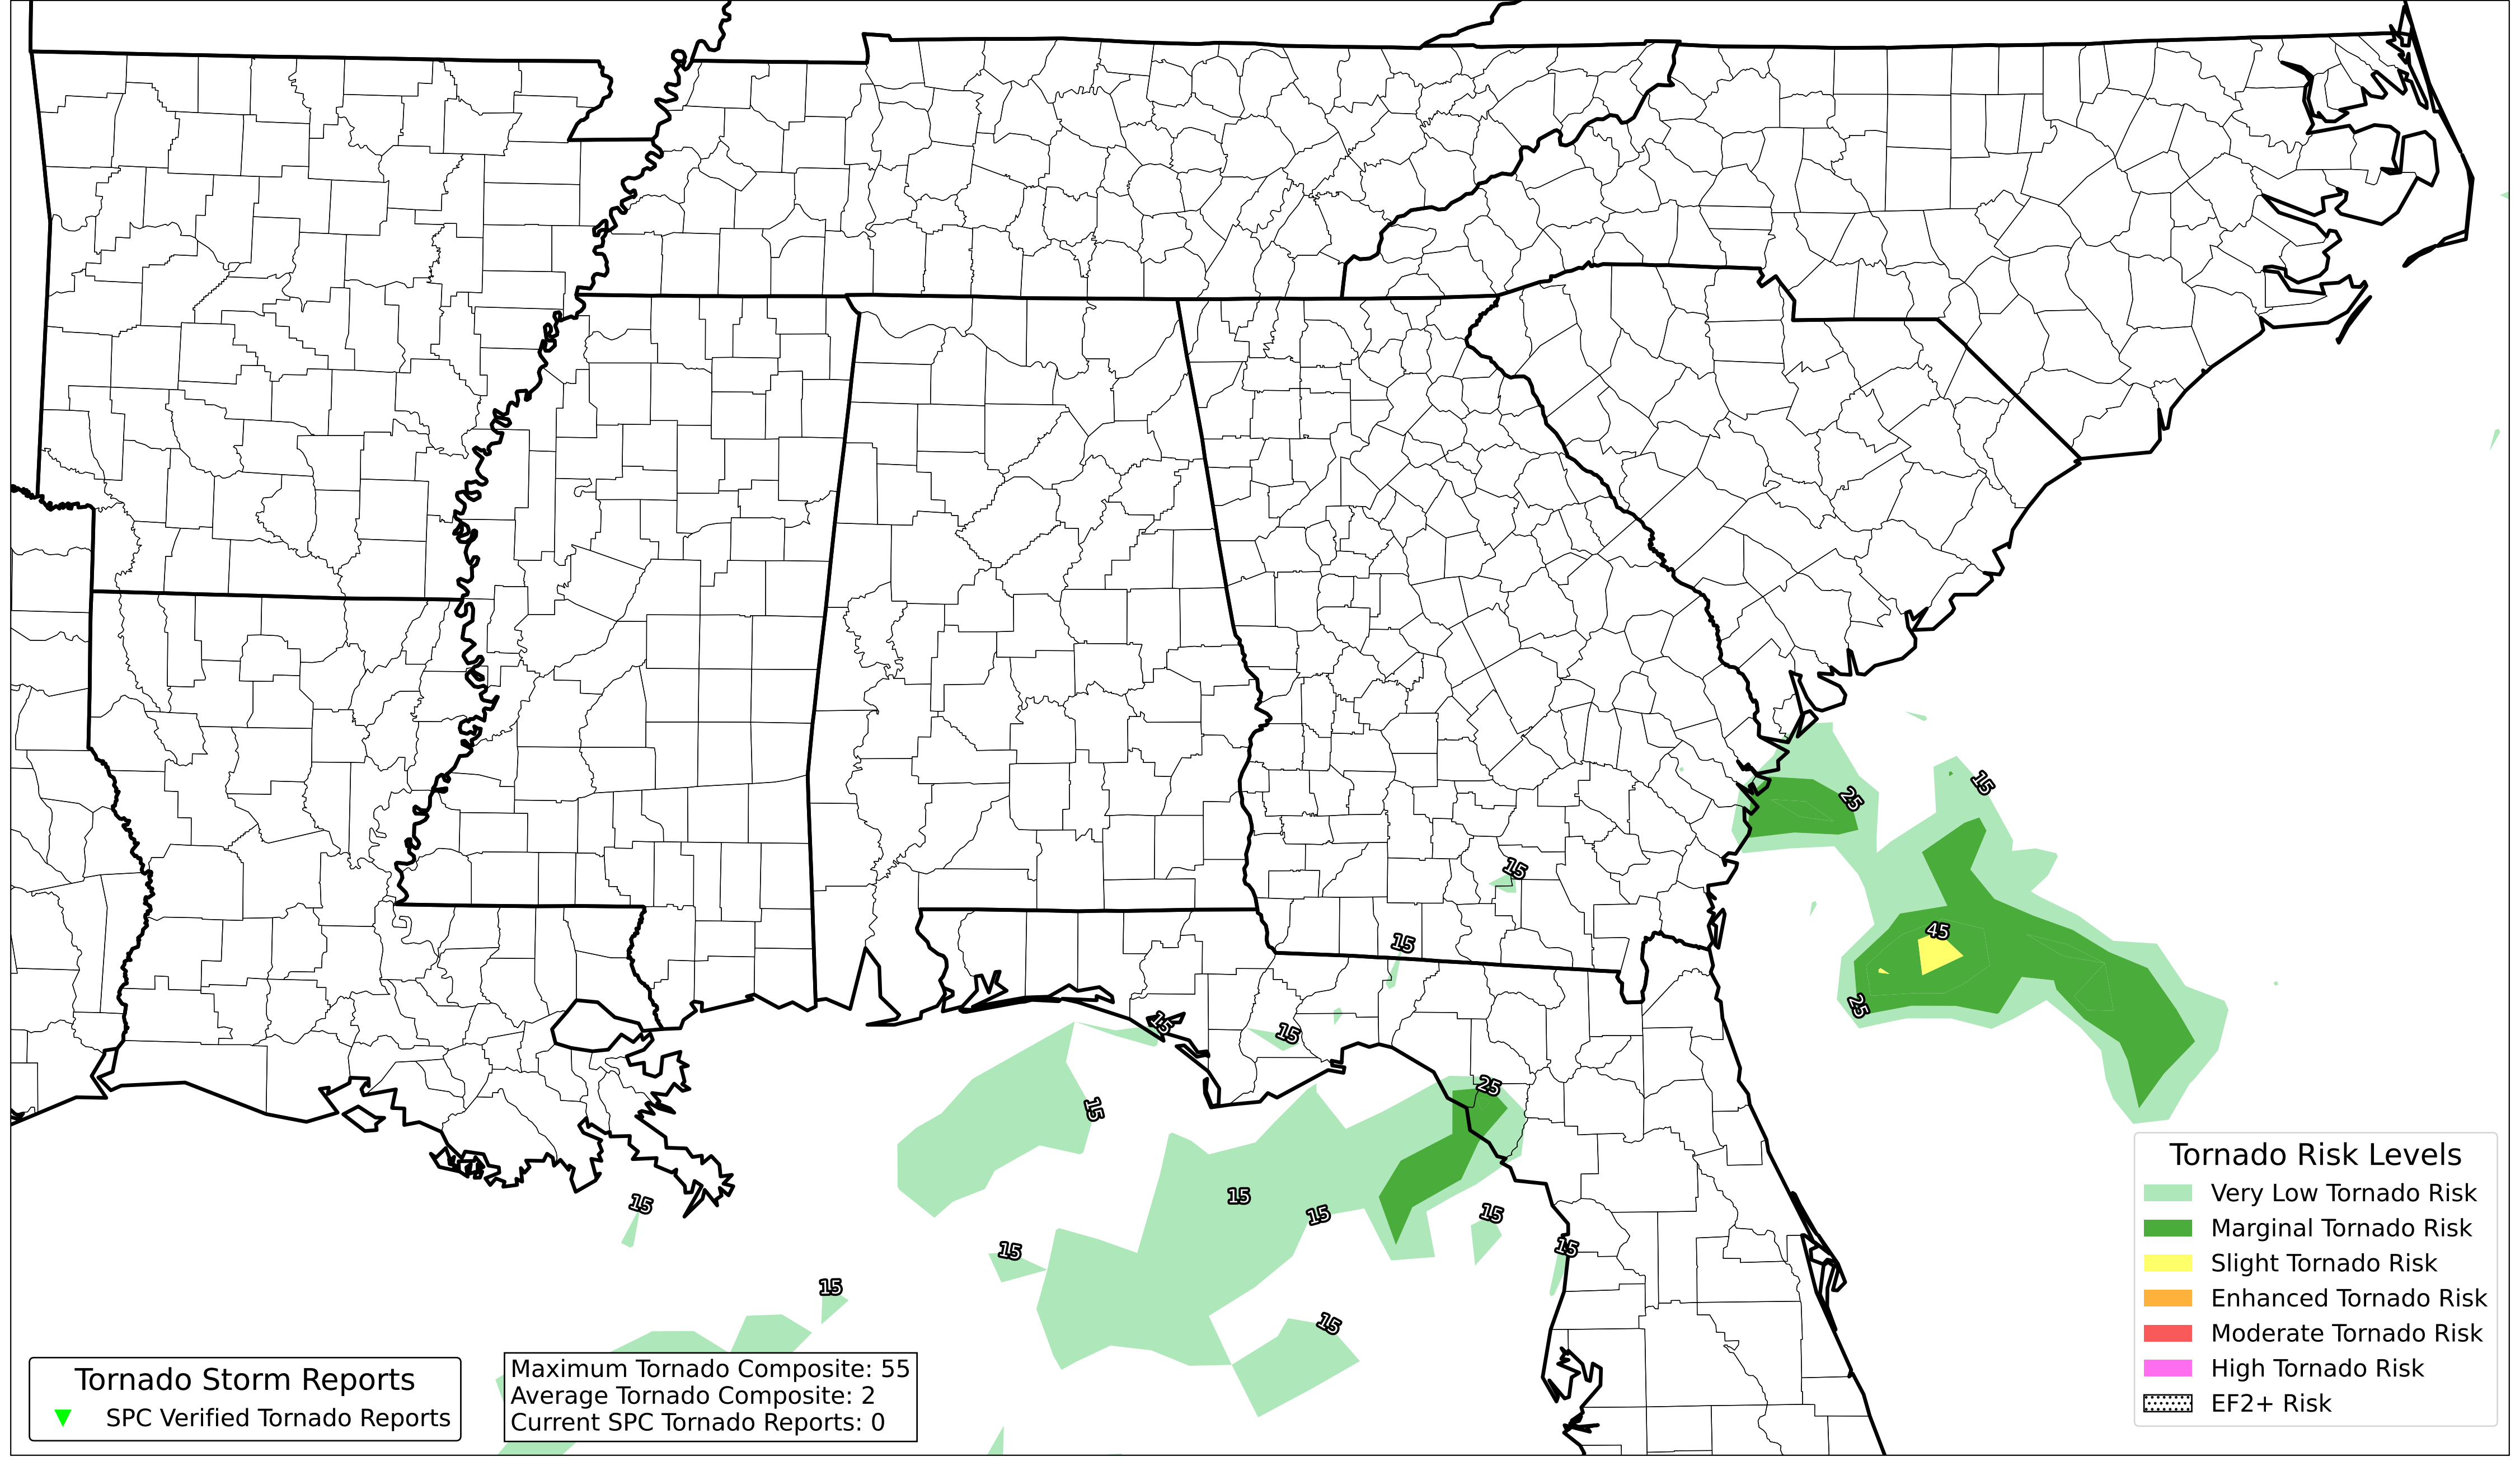 15
25
15
45
15
15
25
15
15
25
15
15
15
15
15
15
15
15
15
Tornado Risk Levels
Very Low Tornado Risk
Marginal Tornado Risk
Slight Tornado Risk
Enhanced Tornado Risk
Moderate Tornado Risk
High Tornado Risk
EF2+ Risk
Tornado Storm Reports
SPC Verified Tornado Reports
Maximum Tornado Composite: 55
Average Tornado Composite: 2
Current SPC Tornado Reports: 0